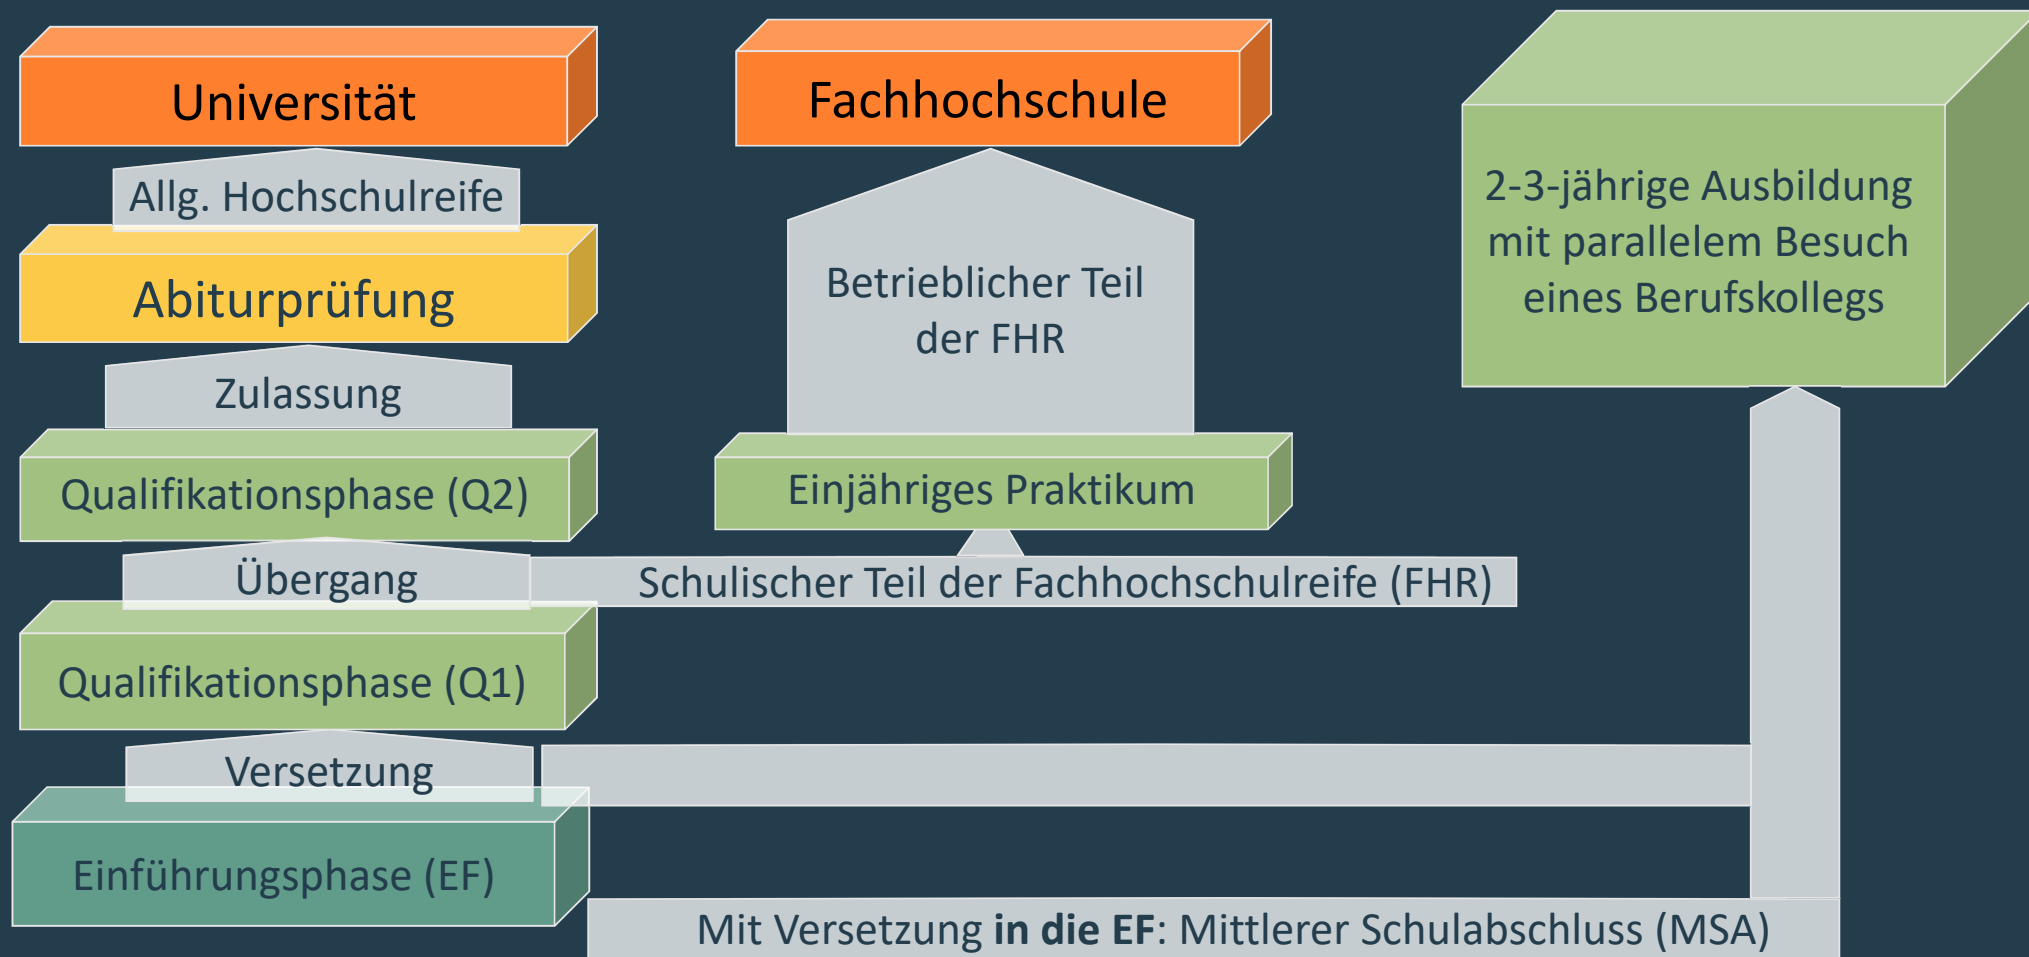 Universität
Allg. Hochschulreife
Abiturprüfung
Zulassung
Qualifikationsphase (Q2)
Übergang
Qualifikationsphase (Q1)
Versetzung
Einführungsphase (EF)
Fachhochschule
Betrieblicher Teil
der FHR
Einjähriges Praktikum
Schulischer Teil der Fachhochschulreife (FHR)
2-3-jährige Ausbildung
mit parallelem Besuch
eines Berufskollegs
Mit Versetzung in die EF: Mittlerer Schulabschluss (MSA)